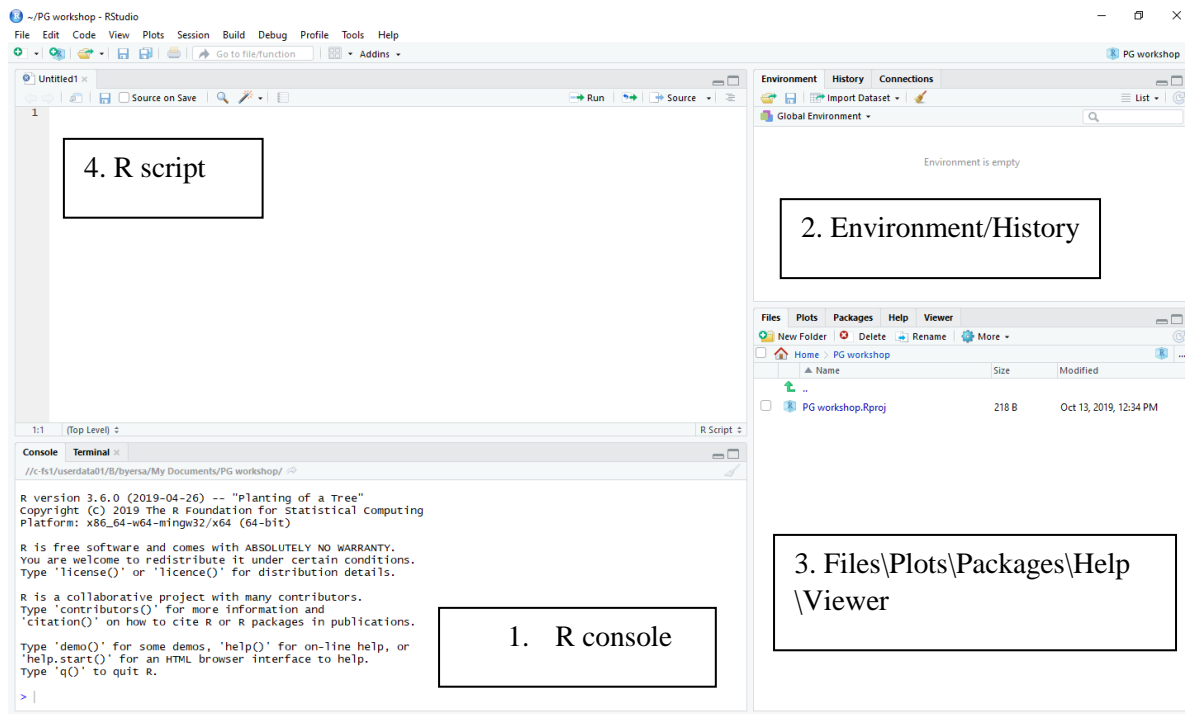 ~/PG workshop - RStudio
File Edit Code View Plots Session Build Debug Profile Tools Help
Go to file/function Addins PG workshop
Untitled1
Source on Save Run Source
1
4. R script
1:1 (Top Level) R Script
Console Terminal
//c-fs1/userdata01/B/byersa/My Documents/PG workshop/
R version 3.6.0 (2019-04-26) -- "Planting of a Tree"
Copyright (C) 2019 The R Foundation for Statistical Computing
Platform: x86_64-w64-mingw32/x64 (64-bit)
R is free software and comes with ABSOLUTELY NO WARRANTY.
You are welcome to redistribute it under certain conditions.
Type 'license()' or 'licence()' for distribution details.
R is a collaborative project with many contributors.
Type 'contributors()' for more information and
'citation()' on how to cite R or R packages in publications.
Type 'demo()' for some demos, 'help()' for on-line help, or
'help.start()' for an HTML browser interface to help.
Type 'q()' to quit R.
>
1. R console
Environment History Connections
Import Dataset List
Global Environment
Environment is empty
2. Environment/History
Files Plots Packages Help Viewer
New Folder Delete Rename More
Home PG workshop ...
Name Size Modified
..
PG workshop.Rproj 218 B Oct 13, 2019, 12:34 PM
3. Files\Plots\Packages\Help
\Viewer